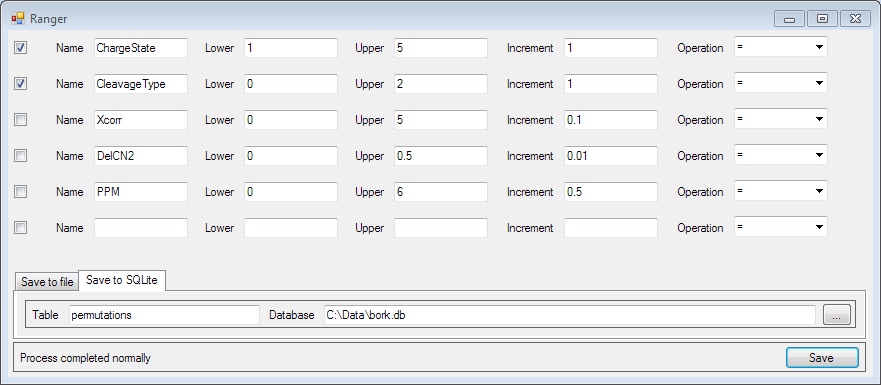 Ranger
Name ChargeState Lower 1 Upper 5 Increment 1 Operation =
Name CleavageType Lower 0 Upper 2 Increment 1 Operation =
Name Xcorr Lower 0 Upper 5 Increment 0.1 Operation =
Name DelCN2 Lower 0 Upper 0.5 Increment 0.01 Operation =
Name PPM Lower 0 Upper 6 Increment 0.5 Operation =
Name Lower Upper Increment Operation =
Save to file Save to SQLite
Table permutations Database C:\Data\bork.db ...
Process completed normally Save